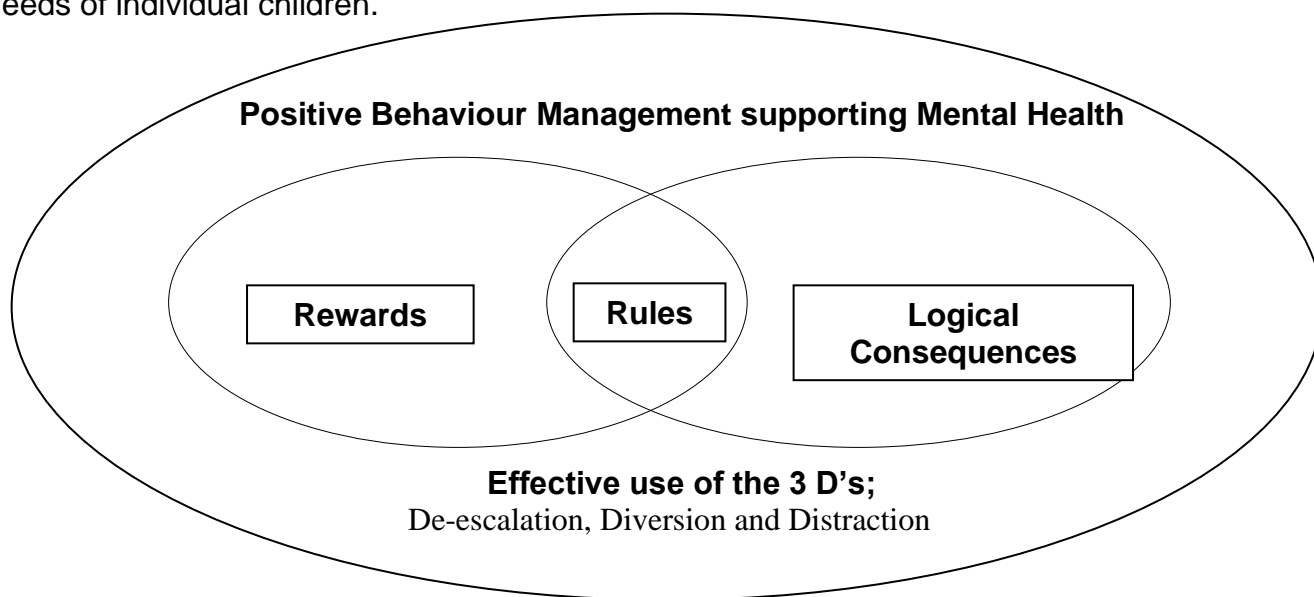 needs of individual children.
Positive Behaviour Management supporting Mental Health
Rewards
Rules
Logical
Consequences
Effective use of the 3 D's;
De-escalation, Diversion and Distraction